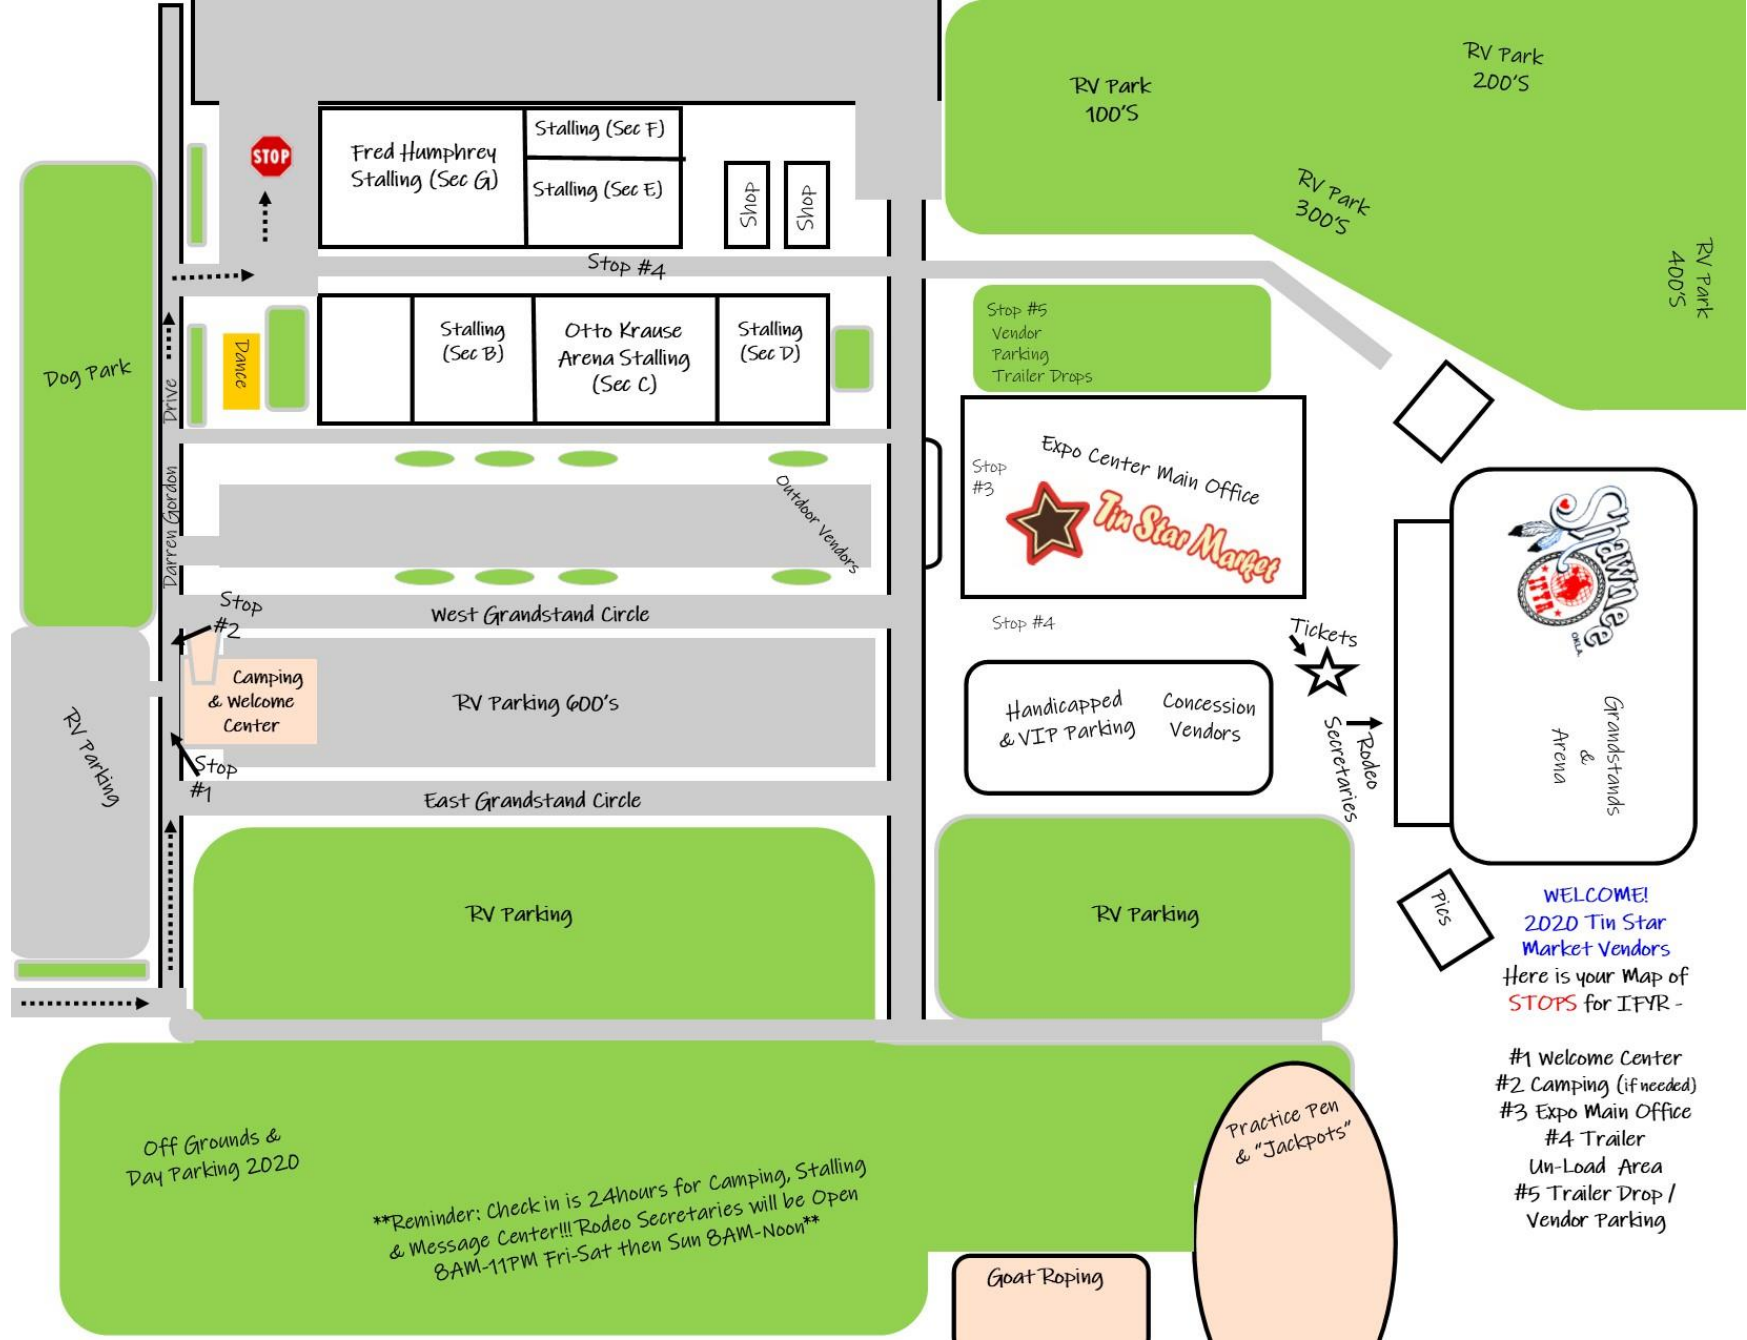 RV Park
100'S
RV Park
200'S
RV Park
300'S
RV Park
400'S
STOP
Fred Humphrey
Stalling (Sec G)
Stalling (Sec F)
Stalling (Sec E)
Shop
Shop
Stop #4
Dog Park
Darren Gordon Drive
Dance
Stalling
(Sec B)
Otto Krause
Arena Stalling
(Sec C)
Stalling
(Sec D)
Stop #5
Vendor
Parking
Trailer Drops
Expo Center Main Office
Stop
#3
Tin Star Market
Outdoor Vendors
Shawnee
OKLA.
IFYR
Grandstands
&
Arena
West Grandstand Circle
Stop
#2
Camping
& Welcome
Center
Stop
#1
RV Parking
RV Parking 600's
East Grandstand Circle
Stop #4
Tickets
Handicapped
& VIP Parking
Concession
Vendors
Rodeo
Secretaries
RV Parking
RV Parking
Pics
WELCOME!
2020 Tin Star
Market Vendors
Here is your Map of
STOPS for IFYR -
#1 Welcome Center
#2 Camping (if needed)
#3 Expo Main Office
#4 Trailer
Un-Load Area
#5 Trailer Drop /
Vendor Parking
Off Grounds &
Day Parking 2020
**Reminder: Check in is 24hours for Camping, Stalling
& Message Center!!! Rodeo Secretaries will be Open
8AM-11PM Fri-Sat then Sun 8AM-Noon**
Practice Pen
& "Jackpots"
Goat Roping